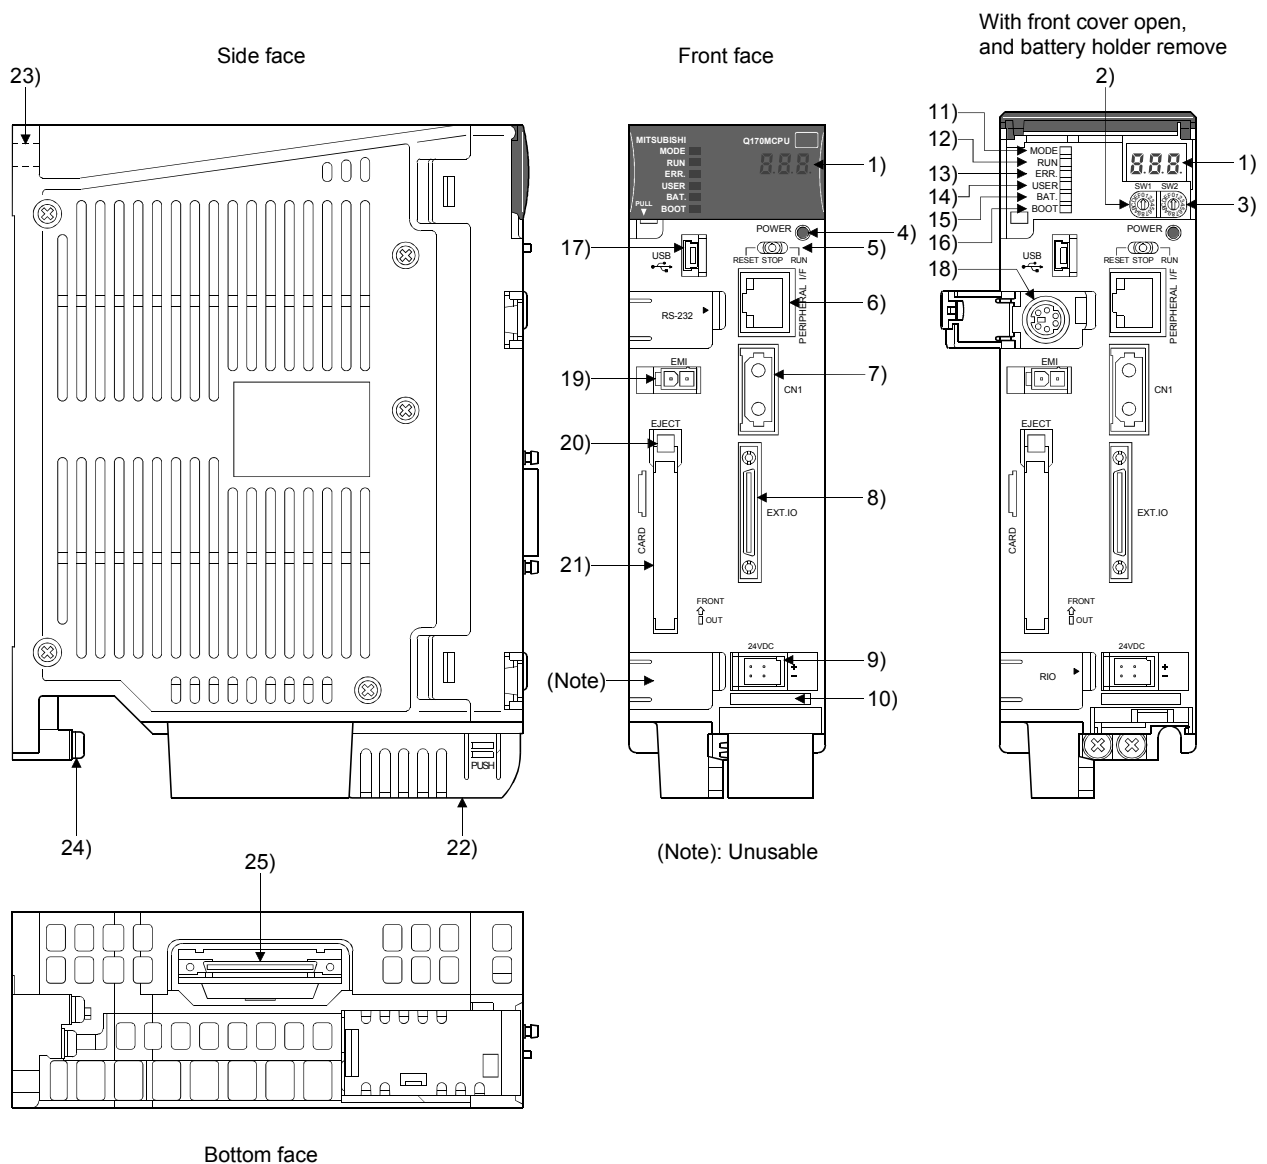 With front cover open,
and battery holder remove
Side face
Front face
23)
2)
11)
12)
13)
14)
15)
16)
MITSUBISHI
Q170MCPU
MODE
RUN
ERR.
USER
BAT.
BOOT
PULL
8.8.8.
1)
MODE
RUN
ERR.
USER
BAT.
BOOT
8.8.8.
1)
SW1 SW2
3)
POWER
4)
POWER
17)
USB
RESET STOP RUN
5)
USB
RESET STOP RUN
18)
RS-232
PERIPHERAL I/F
6)
PERIPHERAL I/F
EMI
19)
CN1
7)
EMI
CN1
EJECT
20)
EJECT
CARD
EXT.IO
8)
CARD
EXT.IO
21)
FRONT
OUT
FRONT
OUT
24VDC
+
-
9)
(Note)
10)
24VDC
+
-
RIO
PUSH
24)
22)
(Note): Unusable
25)
Bottom face